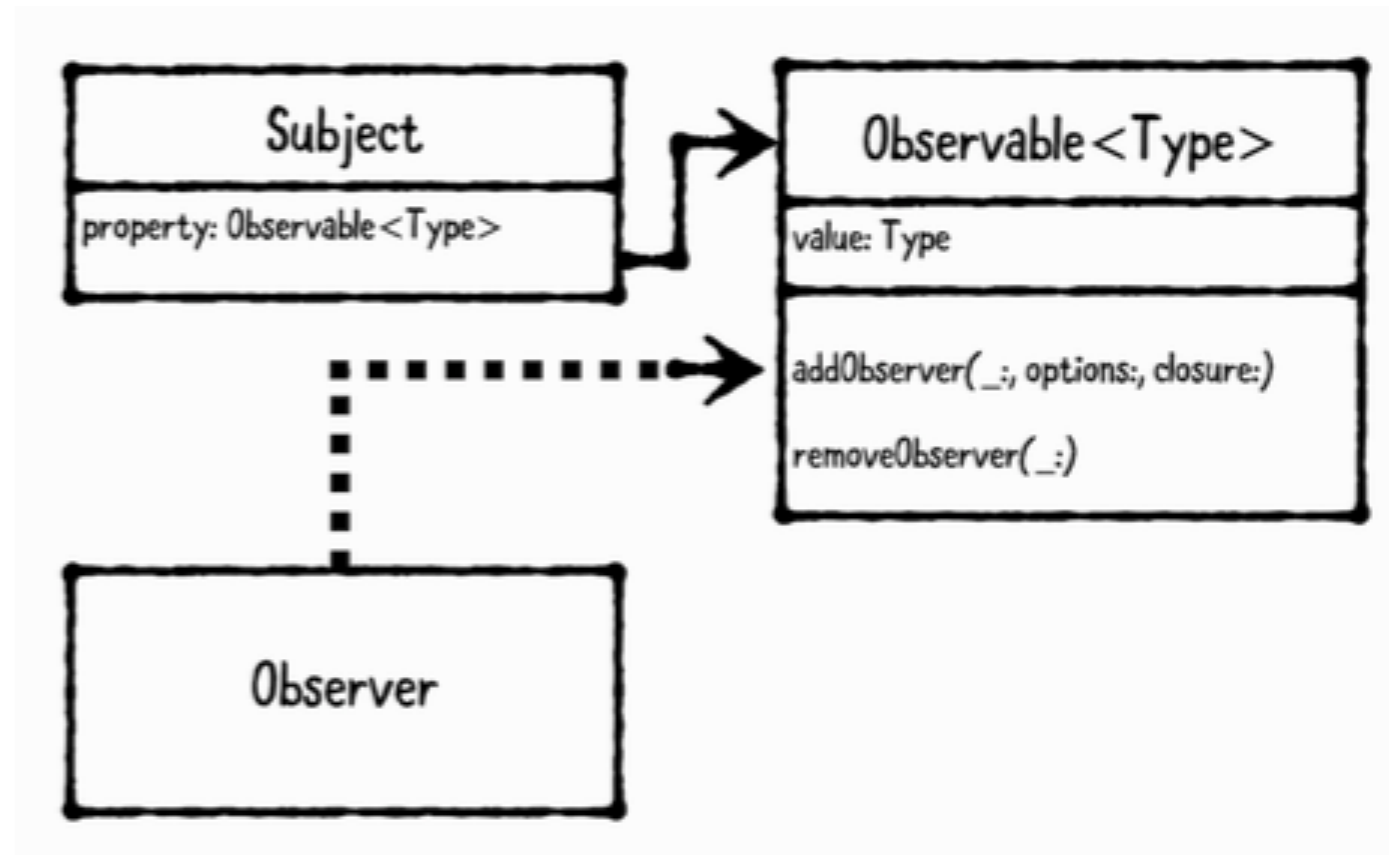 Subject
property: Observable<Type>
Observable<Type>
value: Type
addObserver(_:, options:, closure:)
removeObserver(_:)
Observer